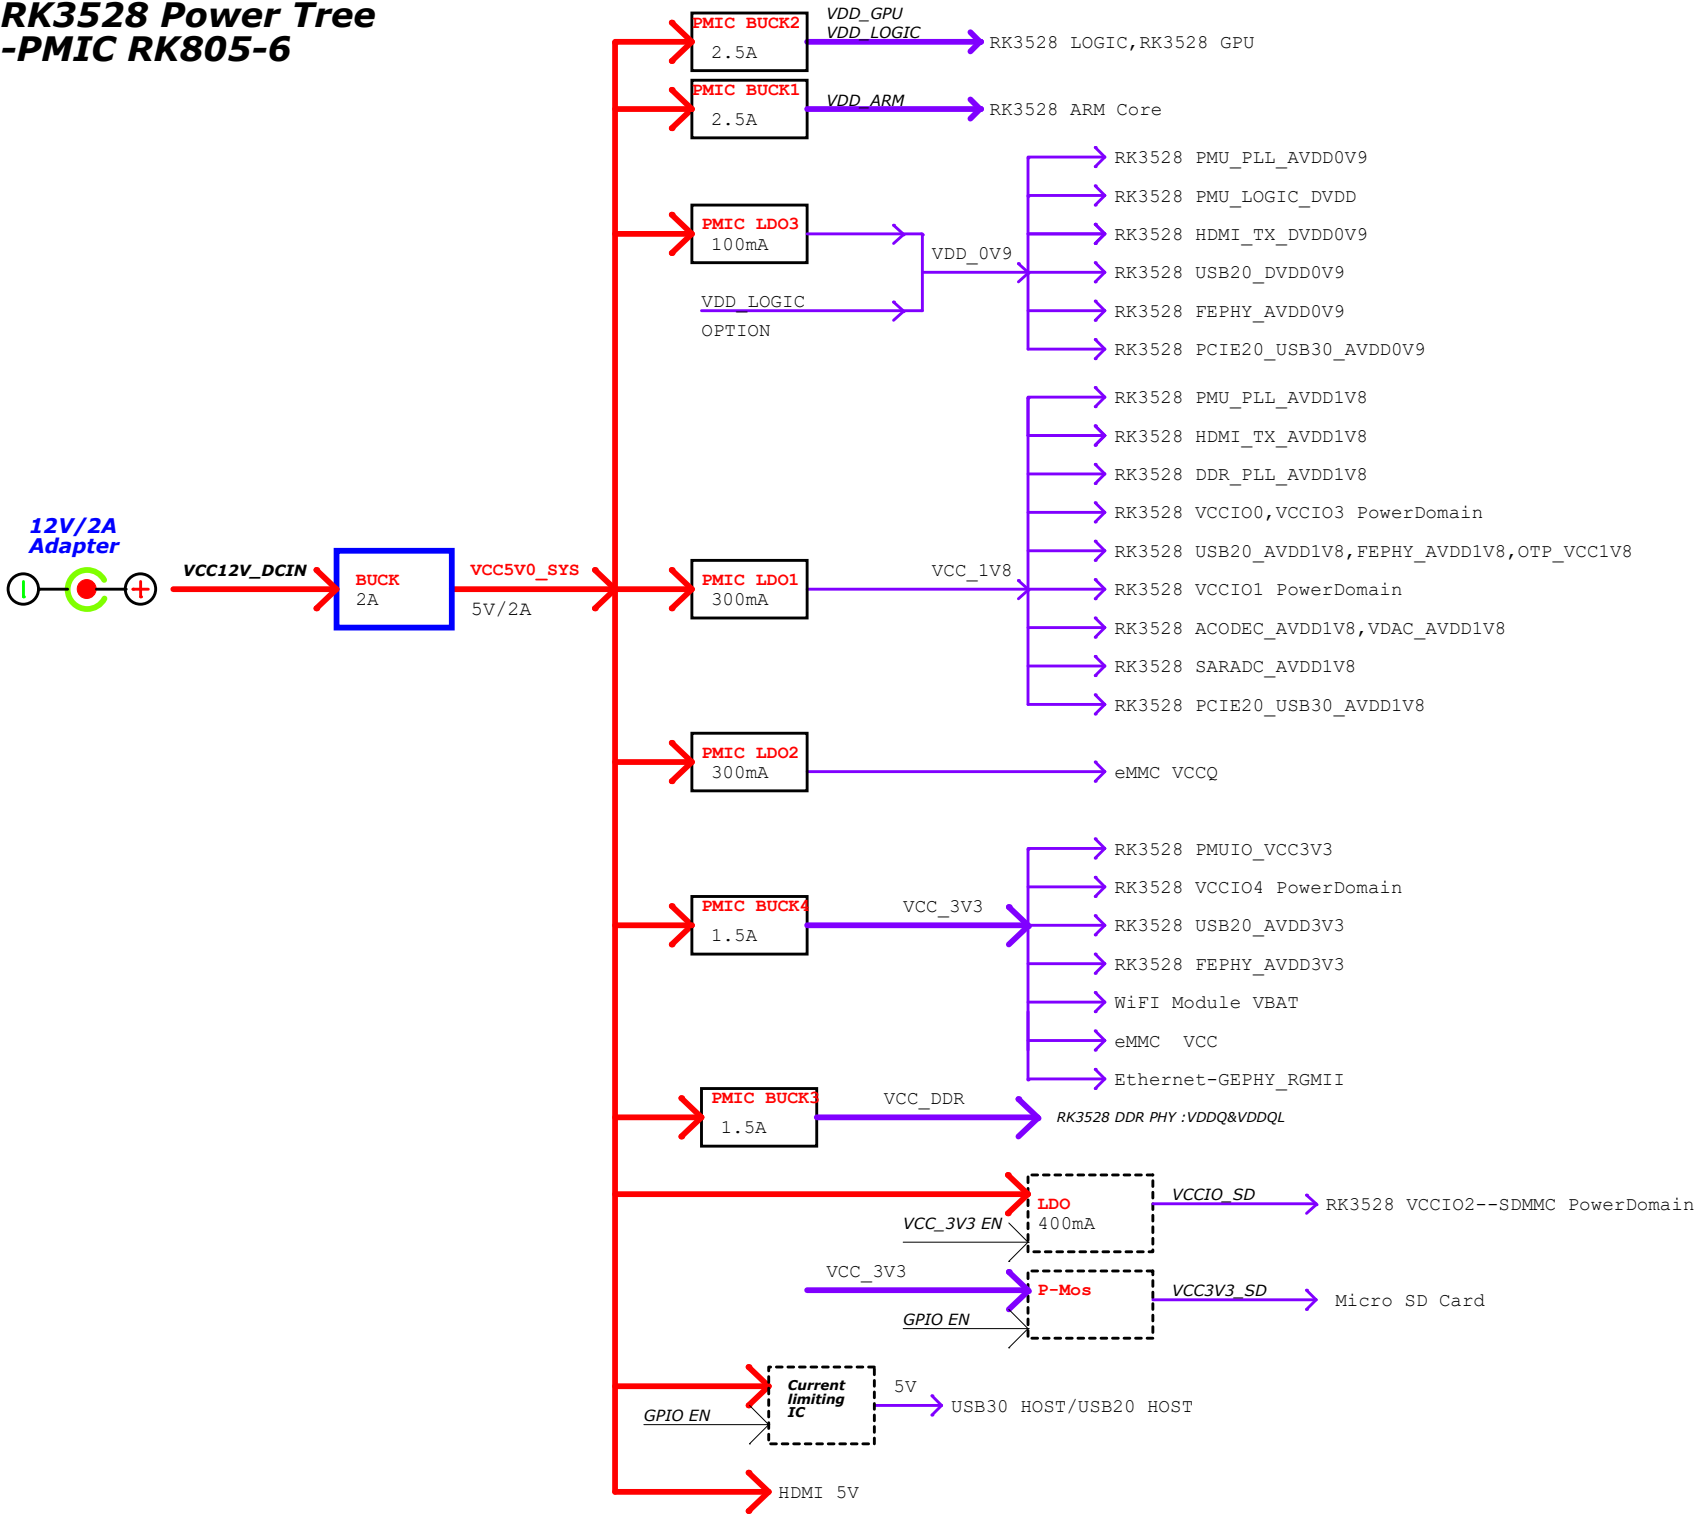 RK3528 Power Tree
-PMIC RK805-6
PMIC BUCK2
2.5A
VDD_GPU
VDD_LOGIC
RK3528 LOGIC,RK3528 GPU
PMIC BUCK1
2.5A
VDD_ARM
RK3528 ARM Core
PMIC LDO3
100mA
VDD_LOGIC
OPTION
VDD_0V9
RK3528 PMU_PLL_AVDD0V9
RK3528 PMU_LOGIC_DVDD
RK3528 HDMI_TX_DVDD0V9
RK3528 USB20_DVDD0V9
RK3528 FEPHY_AVDD0V9
RK3528 PCIE20_USB30_AVDD0V9
12V/2A
Adapter
VCC12V_DCIN
BUCK
2A
VCC5V0_SYS
5V/2A
PMIC LDO1
300mA
VCC_1V8
RK3528 PMU_PLL_AVDD1V8
RK3528 HDMI_TX_AVDD1V8
RK3528 DDR_PLL_AVDD1V8
RK3528 VCCIO0,VCCIO3 PowerDomain
RK3528 USB20_AVDD1V8,FEPHY_AVDD1V8,OTP_VCC1V8
RK3528 VCCIO1 PowerDomain
RK3528 ACODEC_AVDD1V8,VDAC_AVDD1V8
RK3528 SARADC_AVDD1V8
RK3528 PCIE20_USB30_AVDD1V8
PMIC LDO2
300mA
eMMC VCCQ
PMIC BUCK4
1.5A
VCC_3V3
RK3528 PMUIO_VCC3V3
RK3528 VCCIO4 PowerDomain
RK3528 USB20_AVDD3V3
RK3528 FEPHY_AVDD3V3
WiFI Module VBAT
eMMC  VCC
Ethernet-GEPHY_RGMII
PMIC BUCK3
1.5A
VCC_DDR
RK3528 DDR PHY :VDDQ&VDDQL
LDO
400mA
VCC_3V3 EN
VCCIO_SD
RK3528 VCCIO2--SDMMC PowerDomain
VCC_3V3
P-Mos
GPIO EN
VCC3V3_SD
Micro SD Card
Current
limiting
IC
GPIO EN
5V
USB30 HOST/USB20 HOST
HDMI 5V